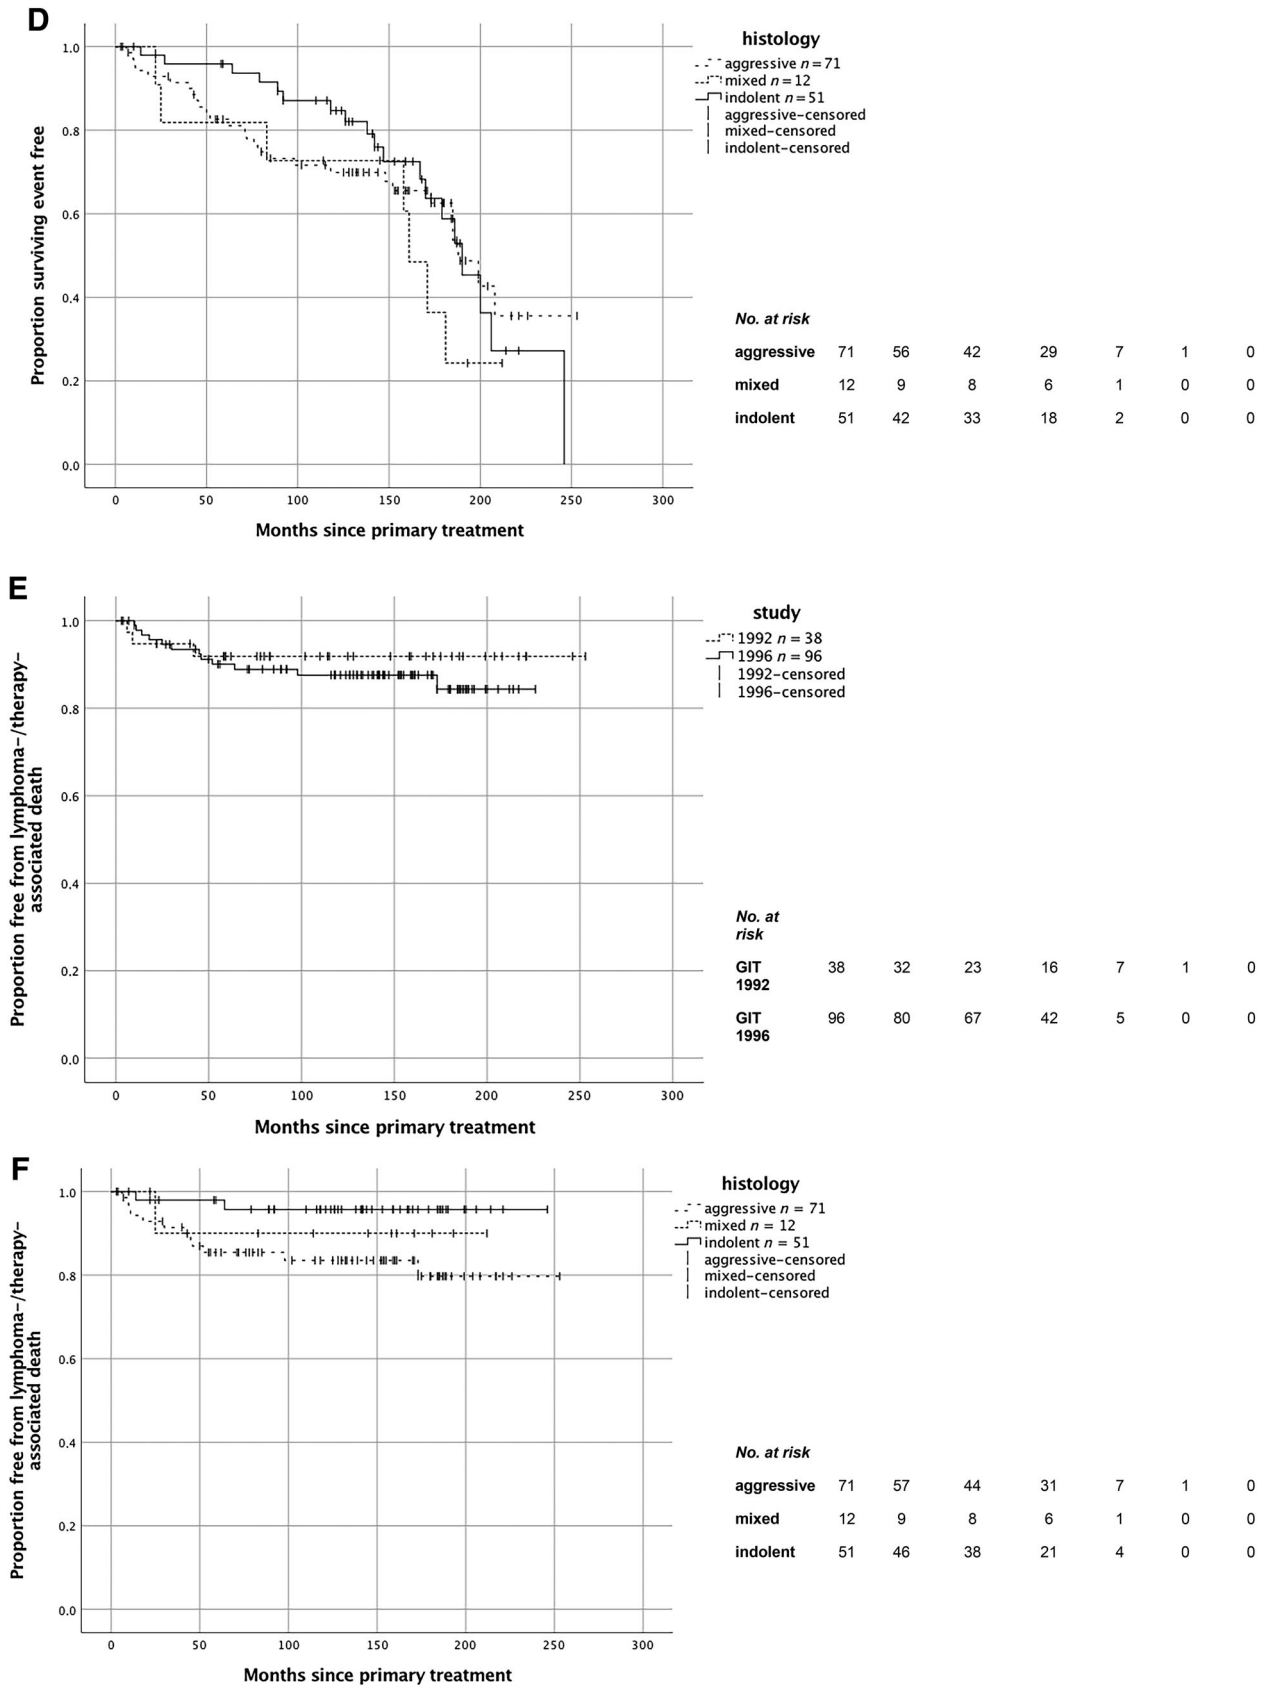 D
histology
aggressive n=71
mixed n=12
indolent n=51
aggressive-censored
mixed-censored
indolent-censored
1.0
0.8
0.6
0.4
0.2
0.0
Proportion surviving event free
0 50 100 150 200 250 300
Months since primary treatment
No. at risk
aggressive 71 56 42 29 7 1 0
mixed 12 9 8 6 1 0 0
indolent 51 42 33 18 2 0 0
E
study
1992 n = 38
1996 n = 96
1992-censored
1996-censored
1.0
0.8
0.6
0.4
0.2
0.0
Proportion free from lymphoma-/therapy-
associated death
0 50 100 150 200 250 300
Months since primary treatment
No. at
risk
GIT 38 32 23 16 7 1 0
1992
GIT 96 80 67 42 5 0 0
1996
F
histology
aggressive n = 71
mixed n = 12
indolent n = 51
aggressive-censored
mixed-censored
indolent-censored
1.0
0.8
0.6
0.4
0.2
0.0
Proportion free from lymphoma-/therapy-
associated death
0 50 100 150 200 250 300
Months since primary treatment
No. at risk
aggressive 71 57 44 31 7 1 0
mixed 12 9 8 6 1 0 0
indolent 51 46 38 21 4 0 0